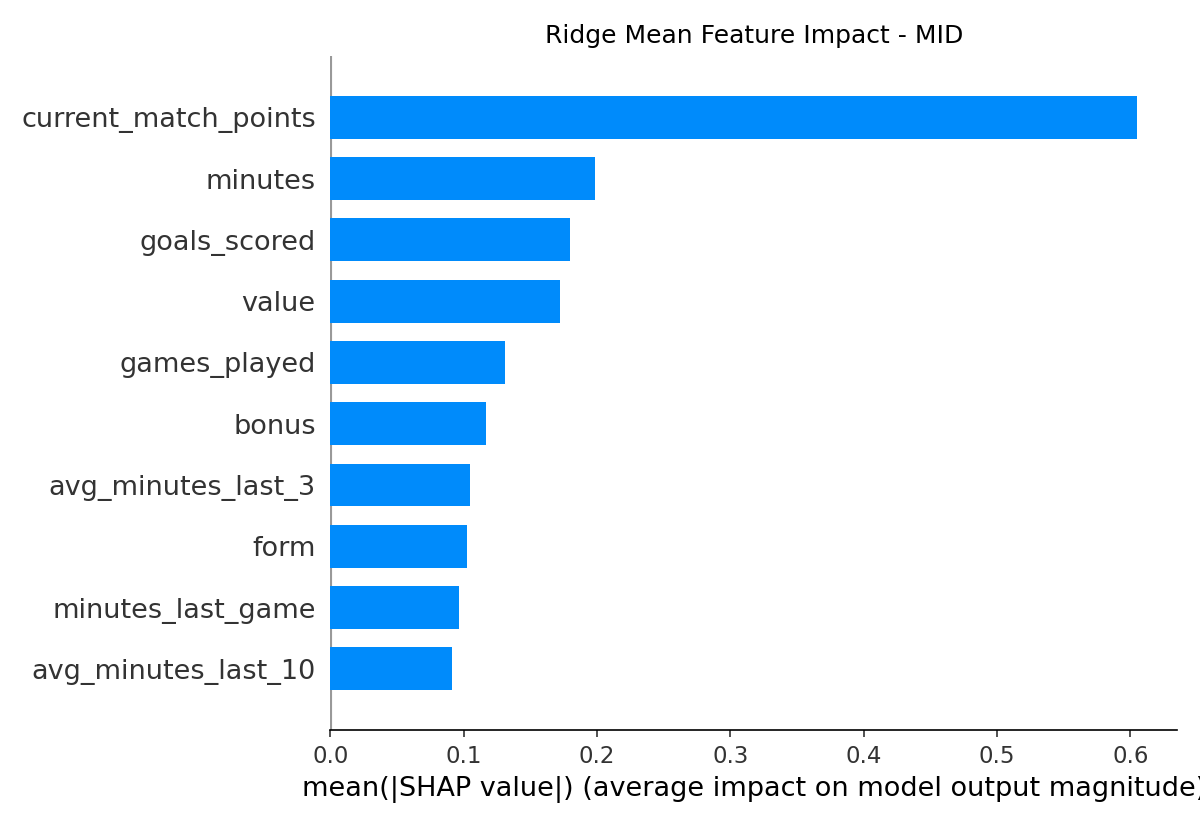 Ridge Mean Feature Impact - MID
current_match_points
minutes
goals_scored
value
games_played
bonus
avg_minutes_last_3
form
minutes_last_game
avg_minutes_last_10
0.0 0.1 0.2 0.3 0.4 0.5 0.6
mean(|SHAP value|) (average impact on model output magnitude)